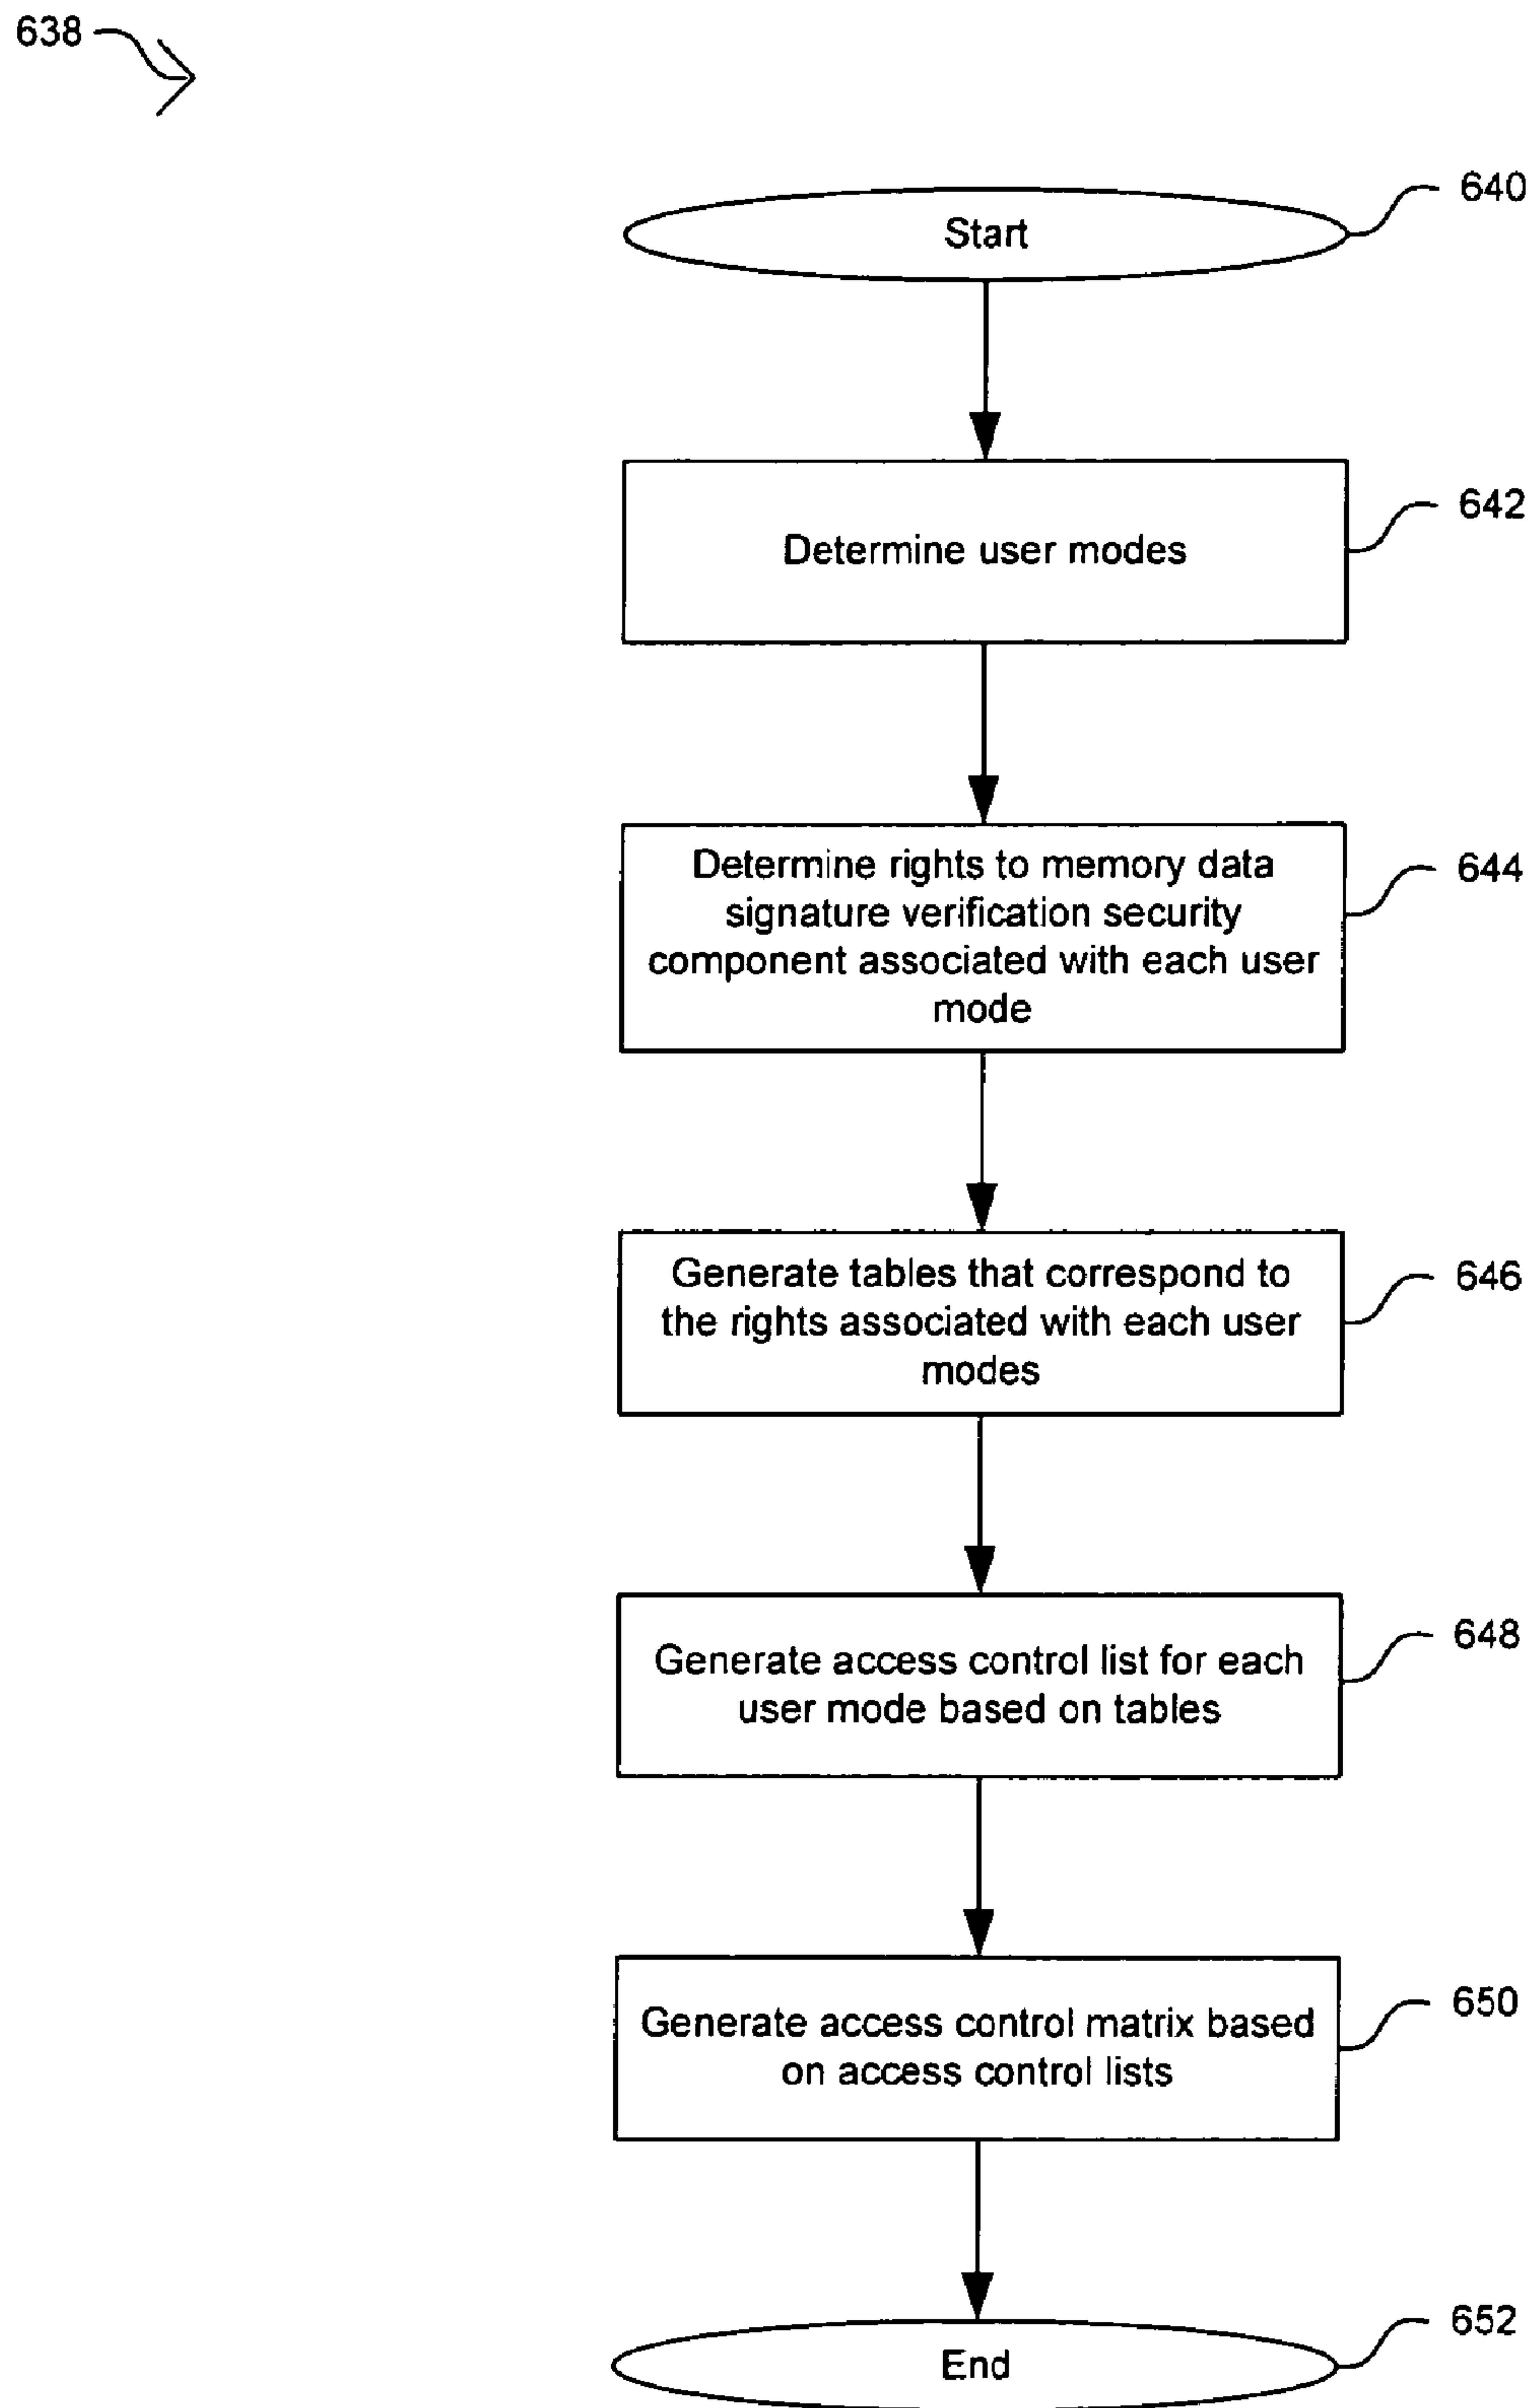 638
640
Start
642
Determine user modes
644
Determine rights to memory data
signature verification security
component associated with each user
mode
646
Generate tables that correspond to
the rights associated with each user
modes
648
Generate access control list for each
user mode based on tables
650
Generate access control matrix based
on access control lists
652
End